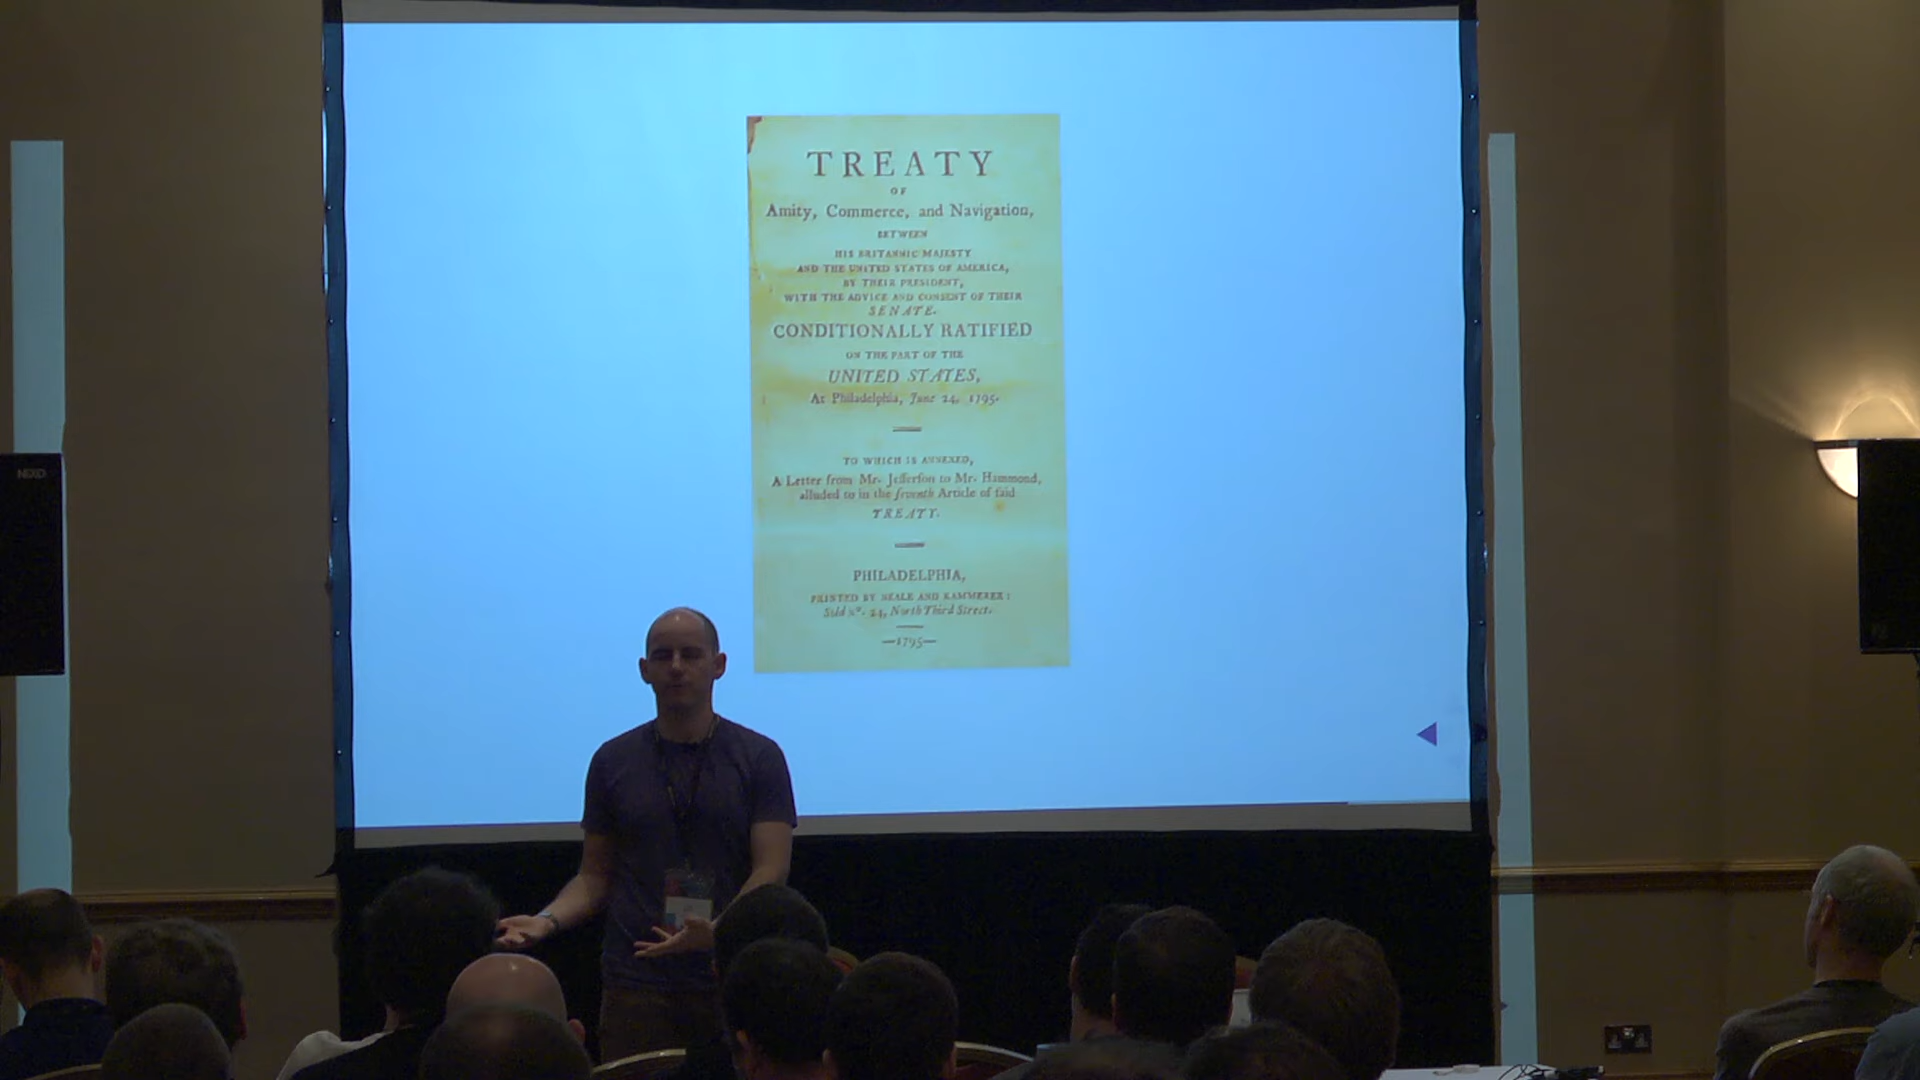 TREATY
OF
Amity, Commerce, and Navigation,
BETWEEN
HIS BRITANNIC MAJESTY
AND THE UNITED STATES OF AMERICA,
BY THEIR PRESIDENT,
WITH THE ADVICE AND CONSENT OF THEIR
SENATE.
CONDITIONALLY RATIFIED
ON THE PART OF THE
UNITED STATES,
At Philadelphia, June 24, 1795.
TO WHICH IS ANNEXED,
A Letter from Mr. Jefferſon to Mr. Hammond,
alluded to in the ſeventh Article of ſaid
TREATY.
PHILADELPHIA,
PRINTED BY NEALE AND KAMMERER:
Sold No. 24, North Third Street.
—1795—
NEXO